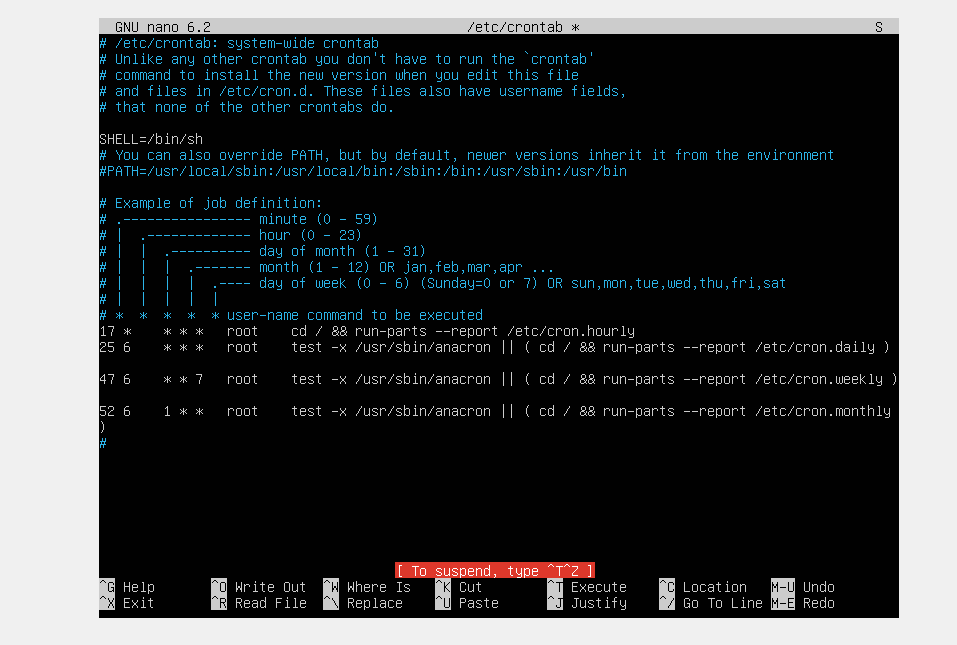 GNU nano 6.2 /etc/crontab * S
# /etc/crontab: system-wide crontab
# Unlike any other crontab you don't have to run the `crontab'
# command to install the new version when you edit this file
# and files in /etc/cron.d. These files also have username fields,
# that none of the other crontabs do.

SHELL=/bin/sh
# You can also override PATH, but by default, newer versions inherit it from the environment
#PATH=/usr/local/sbin:/usr/local/bin:/sbin:/bin:/usr/sbin:/usr/bin

# Example of job definition:
# .---------------- minute (0 - 59)
# |  .------------- hour (0 - 23)
# |  |  .---------- day of month (1 - 31)
# |  |  |  .------- month (1 - 12) OR jan,feb,mar,apr ...
# |  |  |  |  .---- day of week (0 - 6) (Sunday=0 or 7) OR sun,mon,tue,wed,thu,fri,sat
# |  |  |  |  |
# *  *  *  *  * user-name command to be executed
17 *    * * *   root    cd / && run-parts --report /etc/cron.hourly
25 6    * * *   root    test -x /usr/sbin/anacron || ( cd / && run-parts --report /etc/cron.daily )

47 6    * * 7   root    test -x /usr/sbin/anacron || ( cd / && run-parts --report /etc/cron.weekly )

52 6    1 * *   root    test -x /usr/sbin/anacron || ( cd / && run-parts --report /etc/cron.monthly
)
#
[ To suspend, type ^T^Z ]
^G Help ^O Write Out ^W Where Is ^K Cut ^T Execute ^C Location M-U Undo
^X Exit ^R Read File ^\ Replace ^U Paste ^J Justify ^/ Go To Line M-E Redo